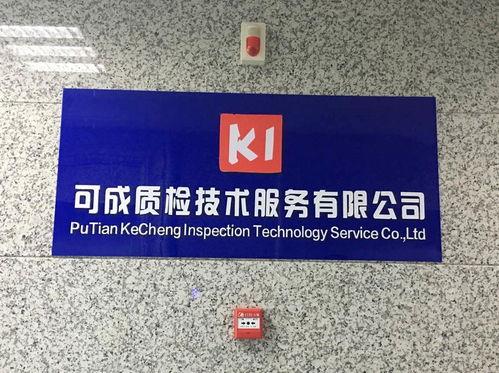 KI
可成质检技术服务有限公司
PuTian KeCheng Inspection Technology Service Co.,Ltd